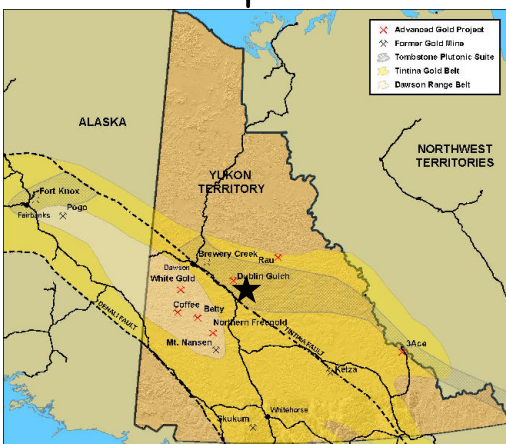 Advanced Gold Project
Former Gold Mine
Tombstone Plutonic Suite
Tintina Gold Belt
Dawson Range Belt
ALASKA
NORTHWEST
TERRITORIES
YUKON
TERRITORY
Fort Knox
Pogo
Fairbanks
Brewery Creek
Rau
Dawson
Dublin Gulch
White Gold
Coffee
Betty
Northern Freegold
DENALI FAULT
TINTINA FAULT
Mt. Nansen
3Ace
Ketza
Whitehorse
Skukum